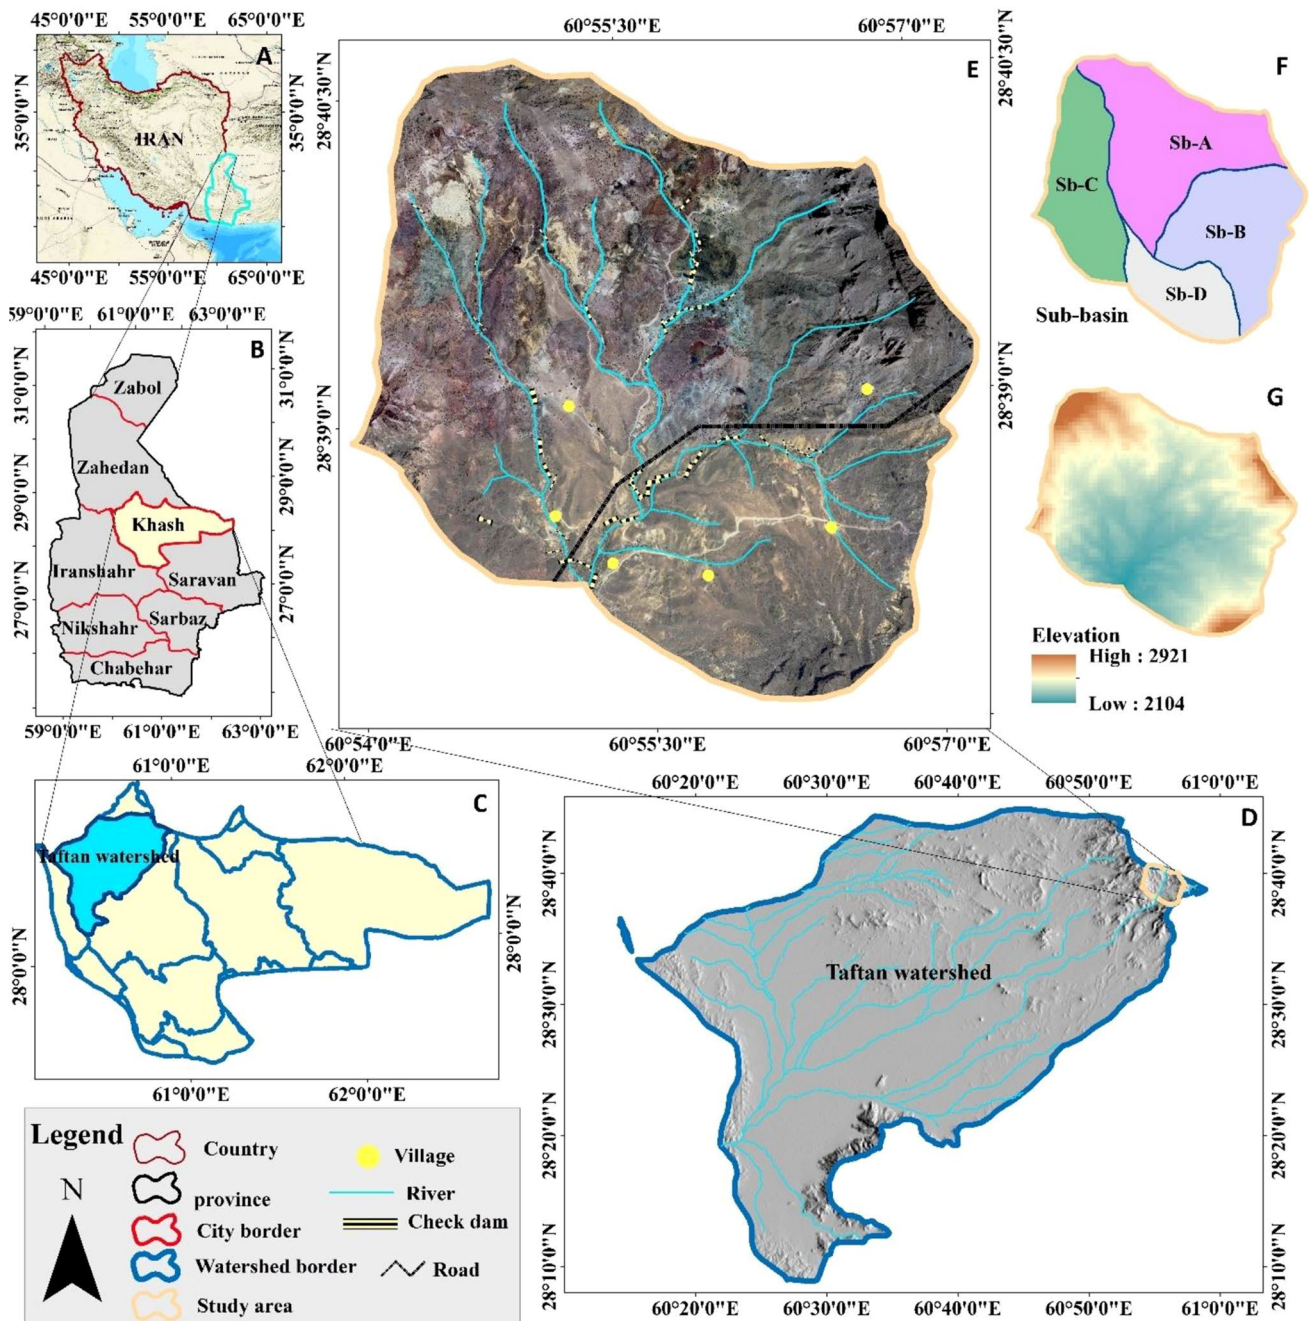 45°0'0"E 55°0'0"E 65°0'0"E
A
35°0'0"N
35°0'0"N
IRAN
45°0'0"E 55°0'0"E 65°0'0"E
59°0'0"E 61°0'0"E 63°0'0"E
B
31°0'0"N
29°0'0"N
27°0'0"N
31°0'0"N
29°0'0"N
27°0'0"N
Zabol
Zahedan
Khash
Iranshahr
Saravan
Sarbaz
Nikshahr
Chabehar
59°0'0"E 61°0'0"E 63°0'0"E
60°55'30"E 60°57'0"E
E
28°40'30"N
28°39'0"N
28°40'30"N
28°39'0"N
60°54'0"E 60°55'30"E 60°57'0"E
F
Sb-A
Sb-C
Sb-B
Sb-D
Sub-basin
G
Elevation
High : 2921
Low : 2104
61°0'0"E 62°0'0"E
C
Taftan watershed
28°0'0"N
28°0'0"N
61°0'0"E 62°0'0"E
60°20'0"E 60°30'0"E 60°40'0"E 60°50'0"E 61°0'0"E
D
28°40'0"N
28°30'0"N
28°20'0"N
28°10'0"N
28°40'0"N
28°30'0"N
28°20'0"N
28°10'0"N
Taftan watershed
60°20'0"E 60°30'0"E 60°40'0"E 60°50'0"E 61°0'0"E
Legend
N
Country
province
City border
Watershed border
Study area
Village
River
Check dam
Road